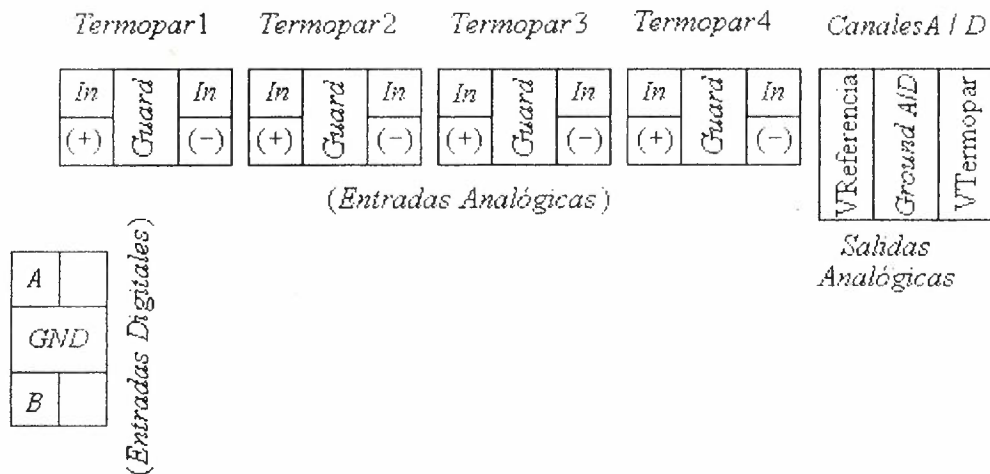 Termopar1 Termopar2 Termopar3 Termopar4 CanalesA / D
In Guard In In Guard In In Guard In In Guard In VReferencia Ground A/D VTermopar
(+) (−) (+) (−) (+) (−) (+) (−)
(Entradas Analógicas)
Salidas
Analógicas
A
GND
B
(Entradas Digitales)